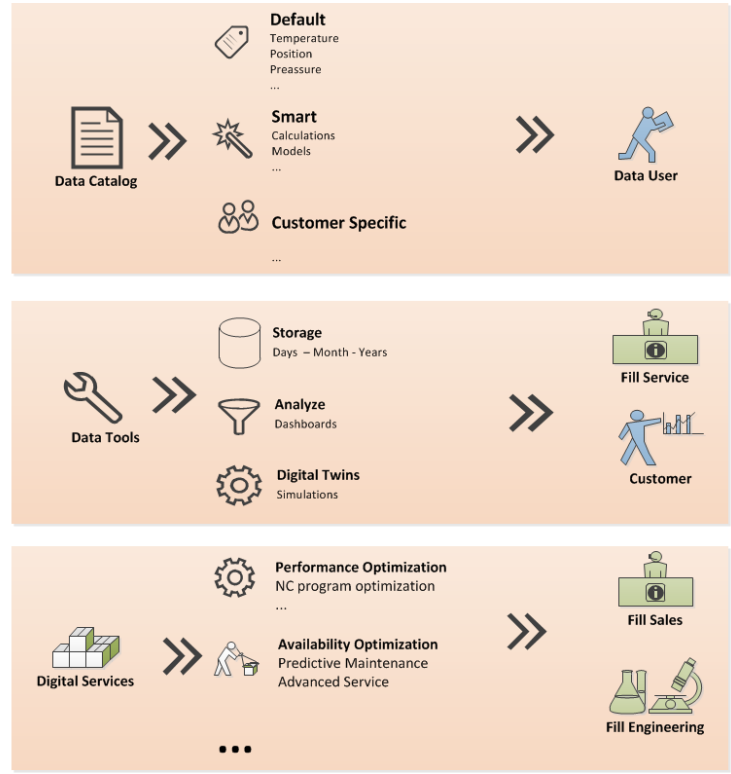 Default
Temperature
Position
Preassure
...
Data Catalog
Smart
Calculations
Models
...
Customer Specific
...
Data User
Data Tools
Storage
Days – Month - Years
Analyze
Dashboards
Digital Twins
Simulations
Fill Service
Customer
Digital Services
Performance Optimization
NC program optimization
...
Availability Optimization
Predictive Maintenance
Advanced Service
...
Fill Sales
Fill Engineering